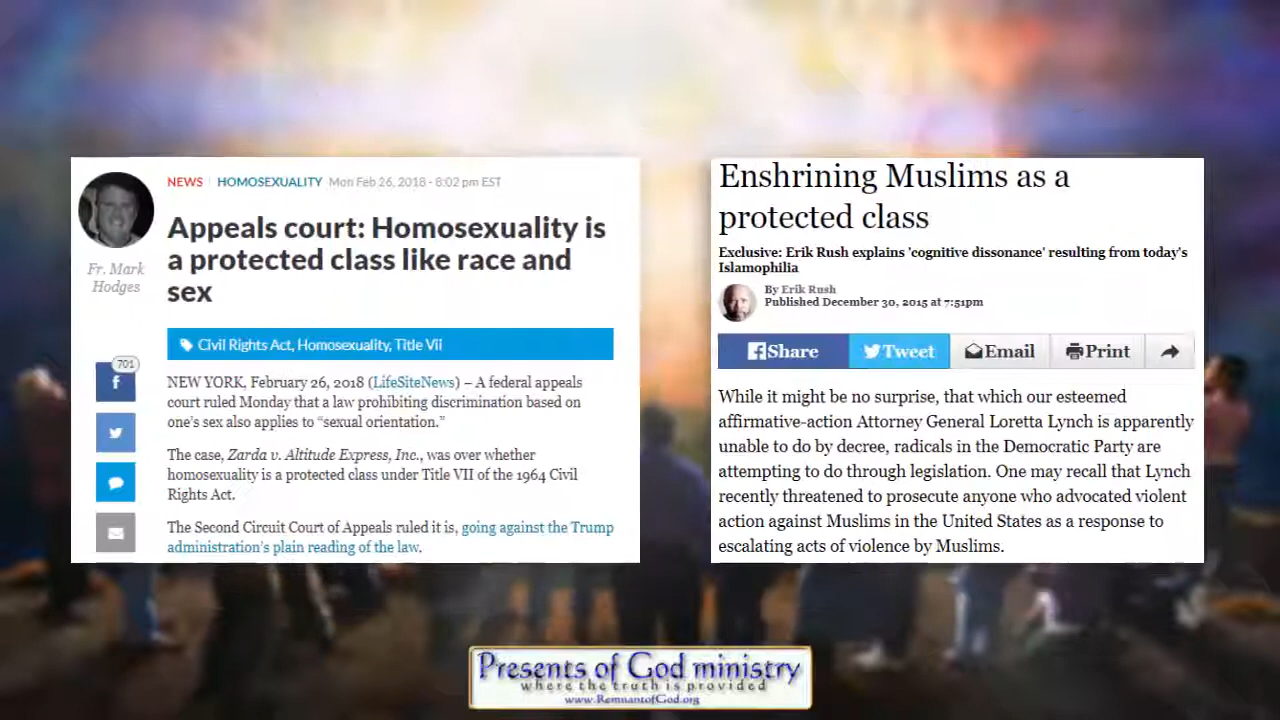 NEWS HOMOSEXUALITY Mon Feb 26, 2018 - 8:02 pm EST
Appeals court: Homosexuality is
a protected class like race and
sex
Fr. Mark
Hodges
Civil Rights Act, Homosexuality, Title Vii
701
NEW YORK, February 26, 2018 (LifeSiteNews) – A federal appeals
court ruled Monday that a law prohibiting discrimination based on
one's sex also applies to “sexual orientation.”
The case, Zarda v. Altitude Express, Inc., was over whether
homosexuality is a protected class under Title VII of the 1964 Civil
Rights Act.
The Second Circuit Court of Appeals ruled it is, going against the Trump
administration's plain reading of the law.
Enshrining Muslims as a
protected class
Exclusive: Erik Rush explains 'cognitive dissonance' resulting from today's
Islamophilia
By Erik Rush
Published December 30, 2015 at 7:51pm
Share Tweet Email Print
While it might be no surprise, that which our esteemed
affirmative-action Attorney General Loretta Lynch is apparently
unable to do by decree, radicals in the Democratic Party are
attempting to do through legislation. One may recall that Lynch
recently threatened to prosecute anyone who advocated violent
action against Muslims in the United States as a response to
escalating acts of violence by Muslims.
Presents of God ministry
where the truth is provided
www.RemnantofGod.org